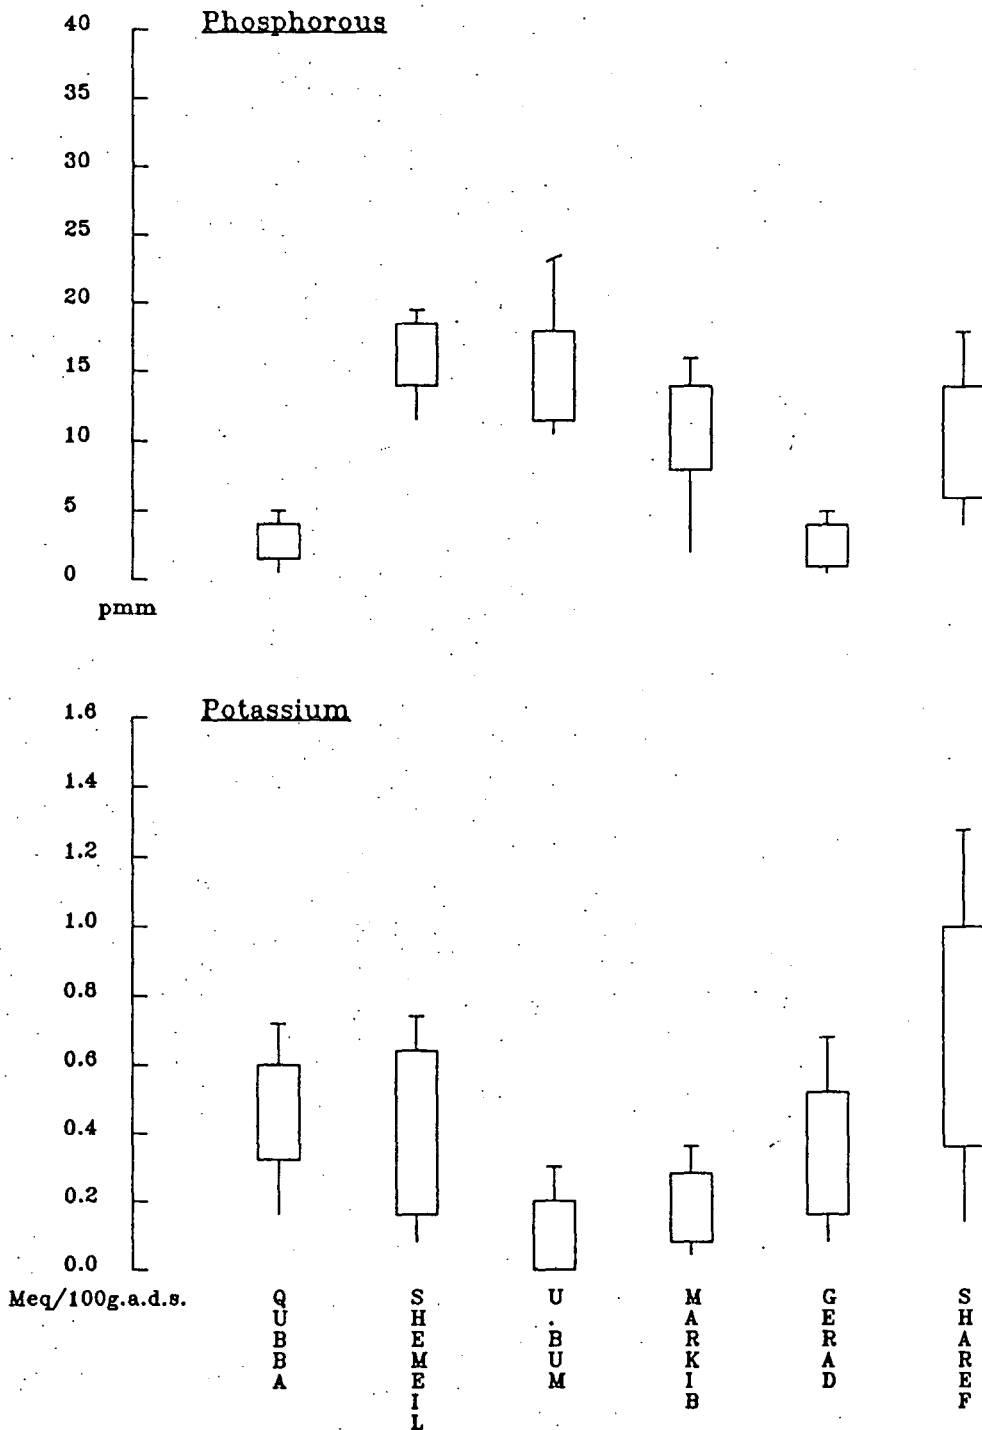 Phosphorous
40
35
30
25
20
15
10
5
0
pmm
Potassium
1.6
1.4
1.2
1.0
0.8
0.6
0.4
0.2
0.0
Meq/100g.a.d.s.
QUBBA
SHEMEIL
U.BUM
MARKIB
GERAD
SHAREF